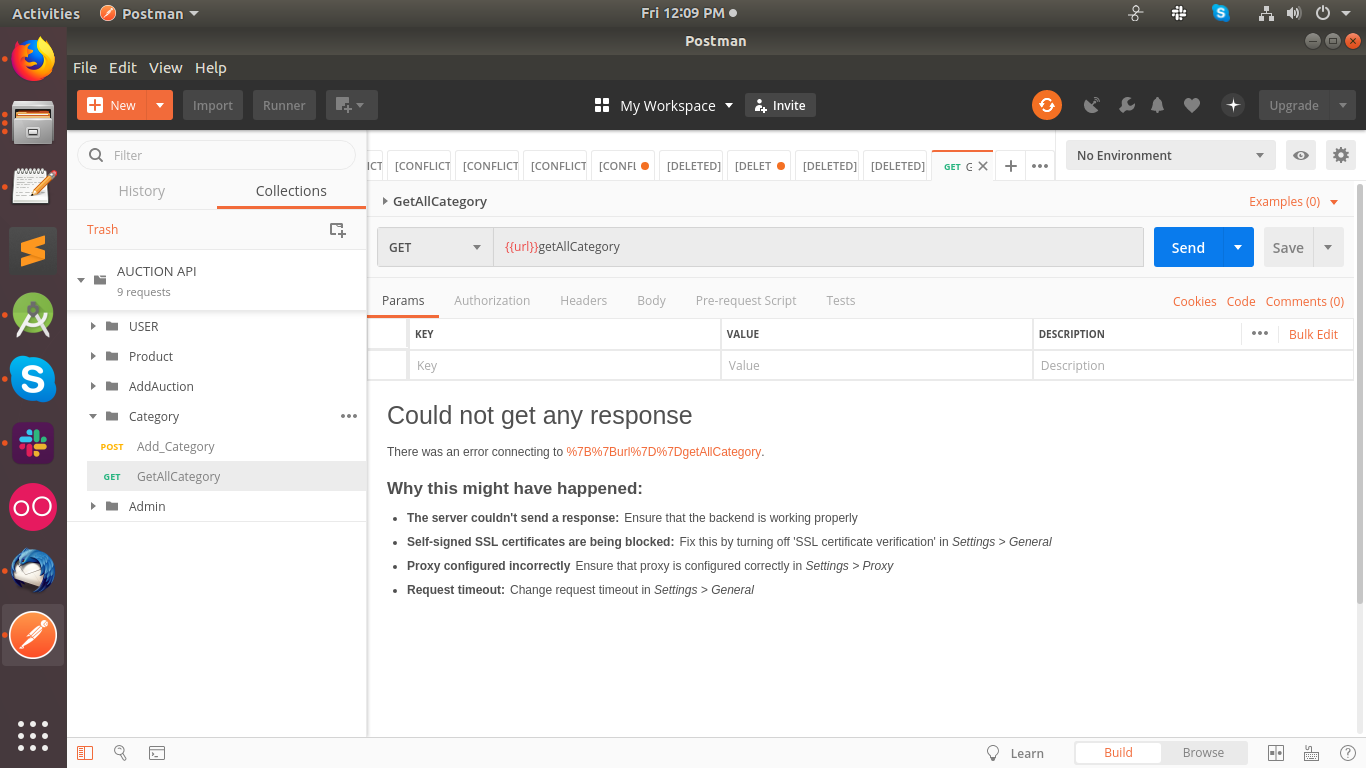 Activities
Postman
Fri 12:09 PM
Postman
File Edit View Help
New
Import
Runner
My Workspace
Invite
Upgrade
Filter
History
Collections
Trash
AUCTION API
9 requests
USER
Product
AddAuction
Category
POST Add_Category
GET GetAllCategory
Admin
ICT
[CONFLICT
[CONFLICT
[CONFLICT
[CONFL
[DELETED]
[DELET
[DELETED]
[DELETED]
GET G
No Environment
GetAllCategory
Examples (0)
GET
{{url}}getAllCategory
Send
Save
Params
Authorization
Headers
Body
Pre-request Script
Tests
Cookies
Code
Comments (0)
KEY
VALUE
DESCRIPTION
Bulk Edit
Key
Value
Description
Could not get any response
There was an error connecting to %7B%7Burl%7D%7DgetAllCategory.
Why this might have happened:
The server couldn't send a response: Ensure that the backend is working properly
Self-signed SSL certificates are being blocked: Fix this by turning off 'SSL certificate verification' in Settings > General
Proxy configured incorrectly Ensure that proxy is configured correctly in Settings > Proxy
Request timeout: Change request timeout in Settings > General
Learn
Build
Browse